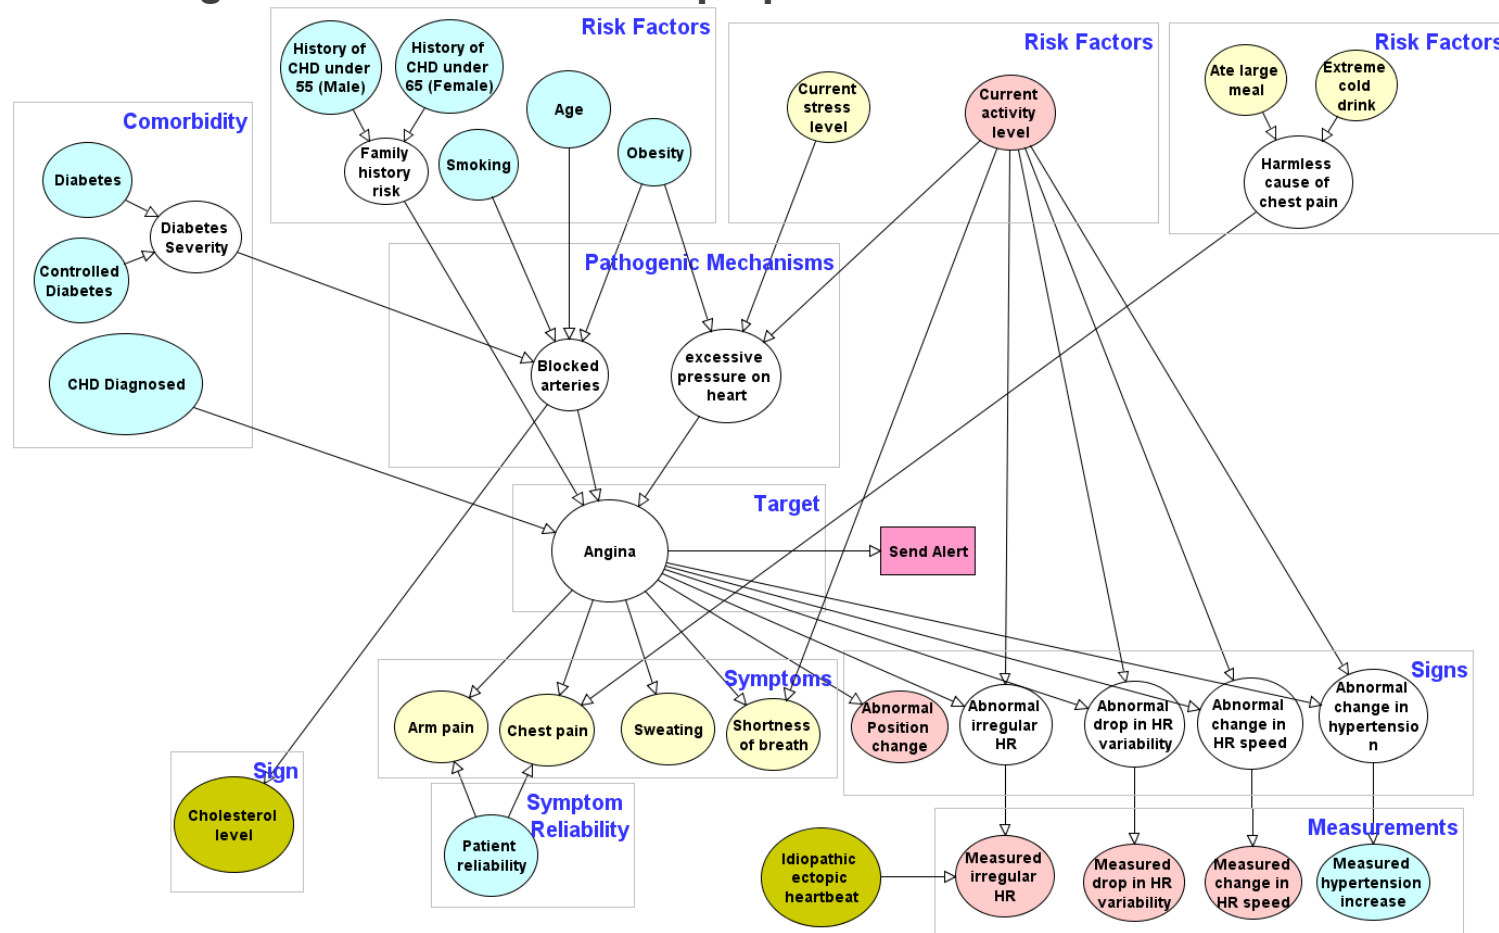 Risk Factors
History of
CHD under
55 (Male)
History of
CHD under
65 (Female)
Age
Smoking
Obesity
Family
history
risk
Risk Factors
Current
stress
level
Current
activity
level
Risk Factors
Ate large
meal
Extreme
cold
drink
Harmless
cause of
chest pain
Comorbidity
Diabetes
Diabetes
Severity
Controlled
Diabetes
CHD Diagnosed
Pathogenic Mechanisms
Blocked
arteries
excessive
pressure on
heart
Target
Angina
Send Alert
Symptoms
Arm pain
Chest pain
Sweating
Shortness
of breath
Signs
Abnormal
Position
change
Abnormal
irregular
HR
Abnormal
drop in HR
variability
Abnormal
change in
HR speed
Abnormal
change in
hypertensio
n
Sign
Cholesterol
level
Symptom
Reliability
Patient
reliability
Idiopathic
ectopic
heartbeat
Measurements
Measured
irregular
HR
Measured
drop in HR
variability
Measured
change in
HR speed
Measured
hypertension
increase